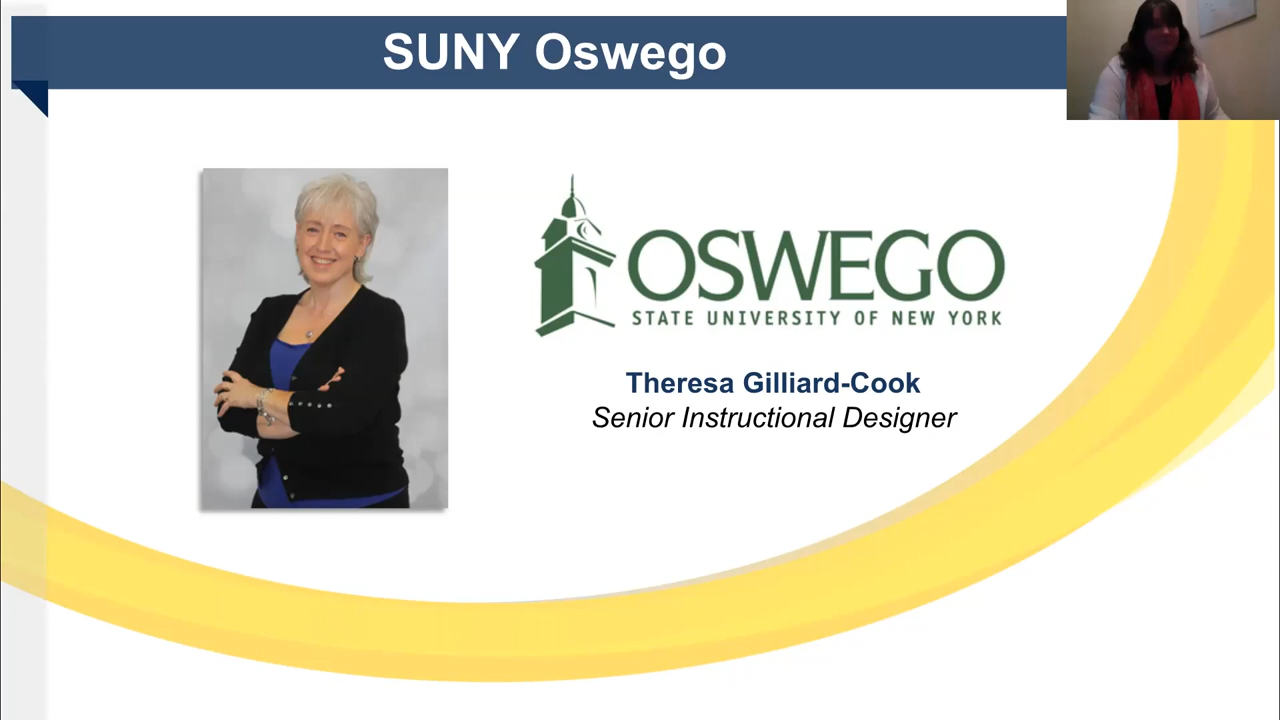 SUNY Oswego
OSWEGO
STATE UNIVERSITY OF NEW YORK
Theresa Gilliard-Cook
Senior Instructional Designer